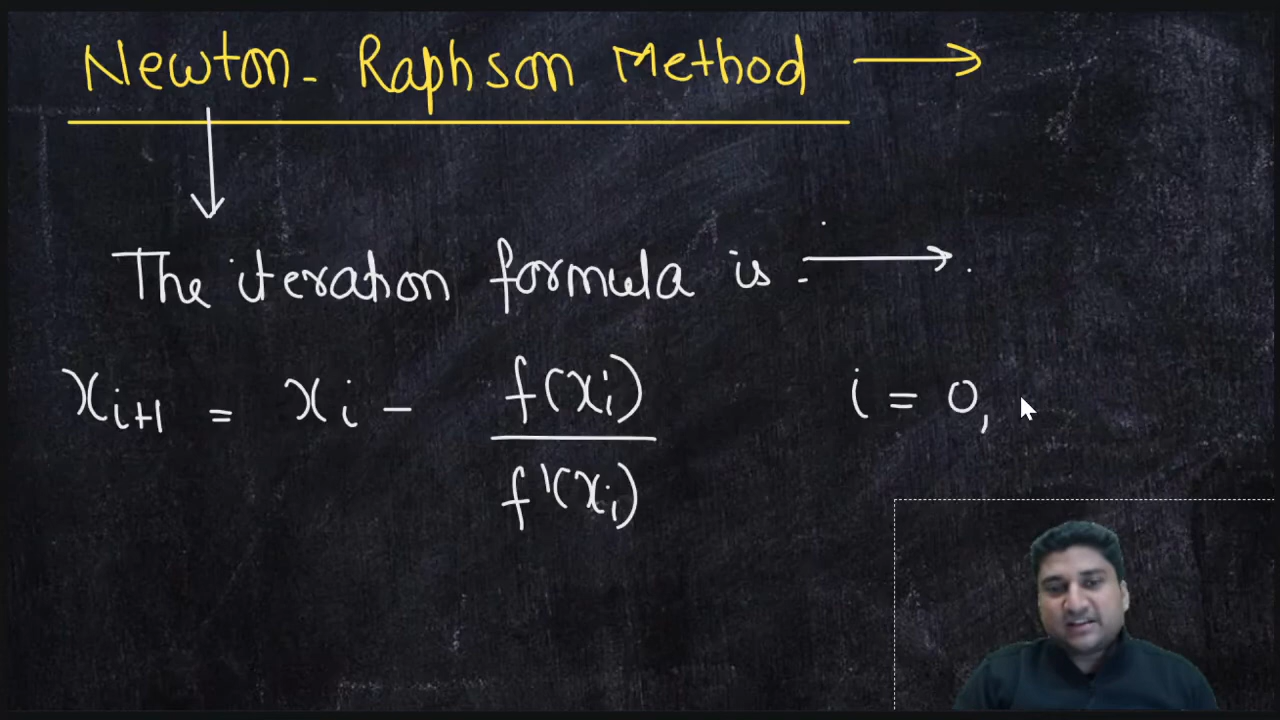 Newton - Raphson Method →
The iteration formula is :- →
x_{i+1} = x_i - f(x_i) / f'(x_i) i = 0,